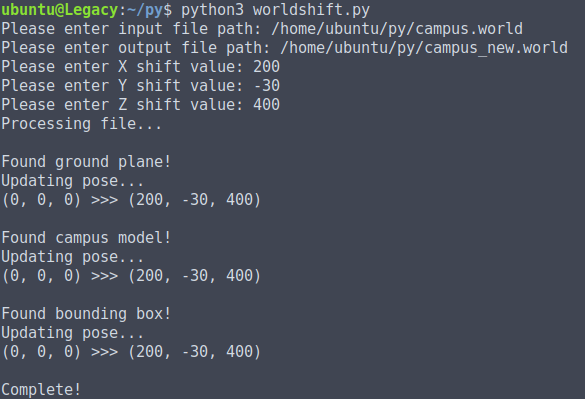 ubuntu@Legacy:~/py$ python3 worldshift.py
Please enter input file path: /home/ubuntu/py/campus.world
Please enter output file path: /home/ubuntu/py/campus_new.world
Please enter X shift value: 200
Please enter Y shift value: -30
Please enter Z shift value: 400
Processing file...
Found ground plane!
Updating pose...
(0, 0, 0) >>> (200, -30, 400)
Found campus model!
Updating pose...
(0, 0, 0) >>> (200, -30, 400)
Found bounding box!
Updating pose...
(0, 0, 0) >>> (200, -30, 400)
Complete!